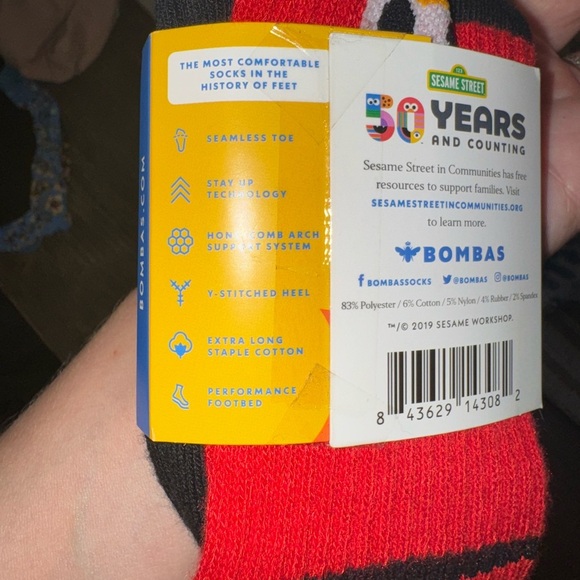 BOMBAS.COM
THE MOST COMFORTABLE
SOCKS IN THE
HISTORY OF FEET
SEAMLESS TOE
STAY UP
TECHNOLOGY
HONEYCOMB ARCH
SUPPORT SYSTEM
Y-STITCHED HEEL
EXTRA LONG
STAPLE COTTON
PERFORMANCE
FOOTBED
123
SESAME STREET
50 YEARS
AND COUNTING
Sesame Street in Communities has free
resources to support families. Visit
SESAMESTREETINCOMMUNITIES.ORG
to learn more.
BOMBAS
f BOMBASSOCKS @BOMBAS @BOMBAS
83% Polyester / 6% Cotton / 5% Nylon / 4% Rubber / 2% Spandex
™/© 2019 SESAME WORKSHOP.
8 43629 14308 2